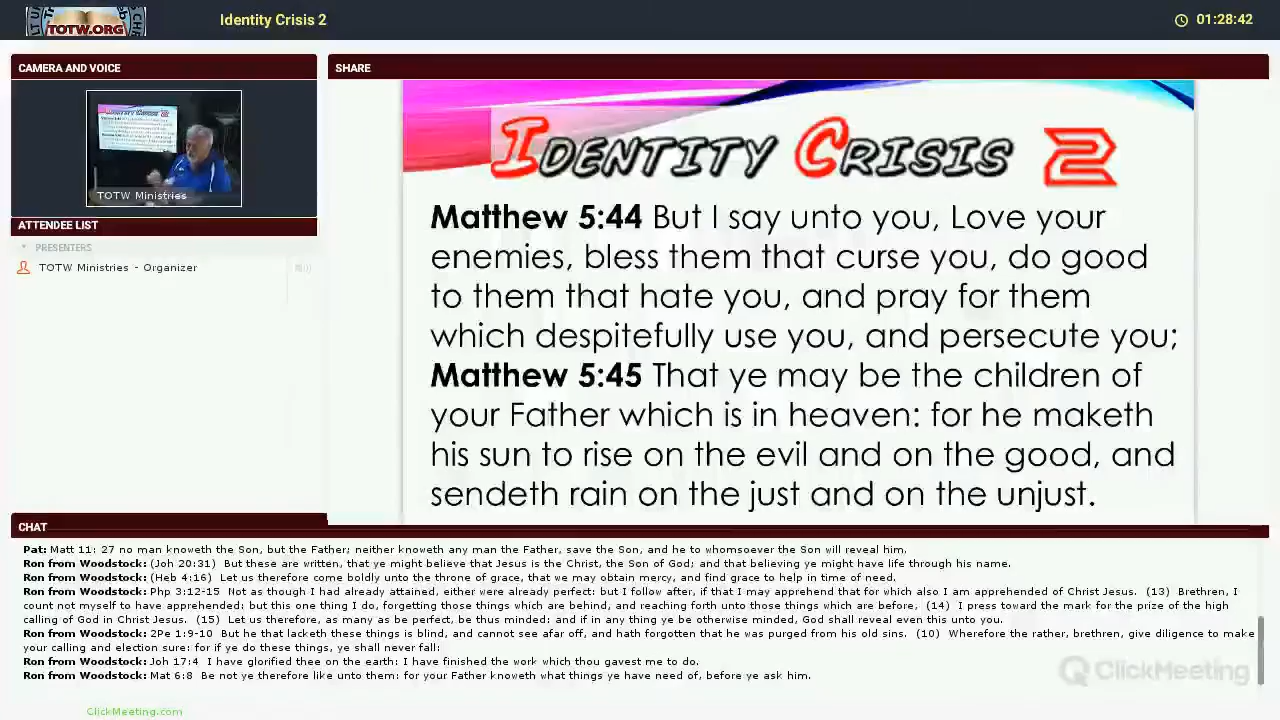 TOTW.ORG
Identity Crisis 2
01:28:42
CAMERA AND VOICE
SHARE
TOTW Ministries
ATTENDEE LIST
PRESENTERS
TOTW Ministries - Organizer
IDENTITY CRISIS 2
Matthew 5:44 But I say unto you, Love your
enemies, bless them that curse you, do good
to them that hate you, and pray for them
which despitefully use you, and persecute you;
Matthew 5:45 That ye may be the children of
your Father which is in heaven: for he maketh
his sun to rise on the evil and on the good, and
sendeth rain on the just and on the unjust.
CHAT
Pat: Matt 11: 27 no man knoweth the Son, but the Father; neither knoweth any man the Father, save the Son, and he to whomsoever the Son will reveal him.
Ron from Woodstock: (Joh 20:31) But these are written, that ye might believe that Jesus is the Christ, the Son of God; and that believing ye might have life through his name.
Ron from Woodstock: (Heb 4:16) Let us therefore come boldly unto the throne of grace, that we may obtain mercy, and find grace to help in time of need.
Ron from Woodstock: Php 3:12-15 Not as though I had already attained, either were already perfect: but I follow after, if that I may apprehend that for which also I am apprehended of Christ Jesus. (13) Brethren, I
count not myself to have apprehended: but this one thing I do, forgetting those things which are behind, and reaching forth unto those things which are before, (14) I press toward the mark for the prize of the high
calling of God in Christ Jesus. (15) Let us therefore, as many as be perfect, be thus minded: and if in any thing ye be otherwise minded, God shall reveal even this unto you.
Ron from Woodstock: 2Pe 1:9-10 But he that lacketh these things is blind, and cannot see afar off, and hath forgotten that he was purged from his old sins. (10) Wherefore the rather, brethren, give diligence to make
your calling and election sure: for if ye do these things, ye shall never fall:
Ron from Woodstock: Joh 17:4 I have glorified thee on the earth: I have finished the work which thou gavest me to do.
Ron from Woodstock: Mat 6:8 Be not ye therefore like unto them: for your Father knoweth what things ye have need of, before ye ask him.
ClickMeeting
ClickMeeting.com